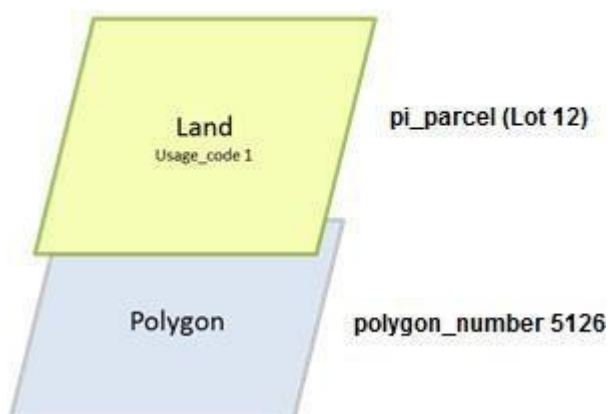 Land
Usage_code 1
pi_parcel (Lot 12)
Polygon
polygon_number 5126